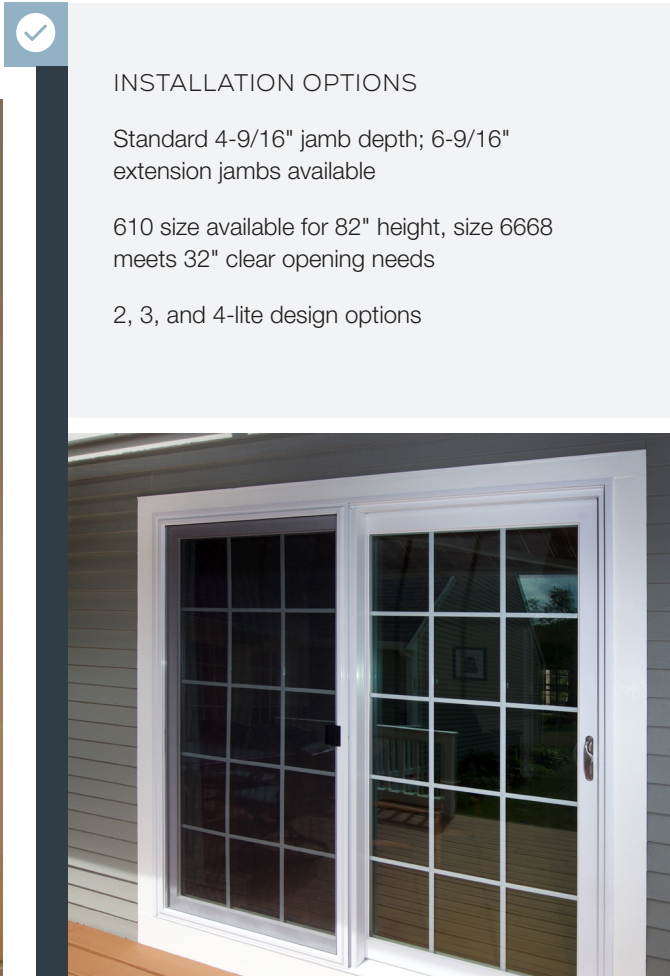 INSTALLATION OPTIONS
Standard 4-9/16" jamb depth; 6-9/16"
extension jambs available
610 size available for 82" height, size 6668
meets 32" clear opening needs
2, 3, and 4-lite design options